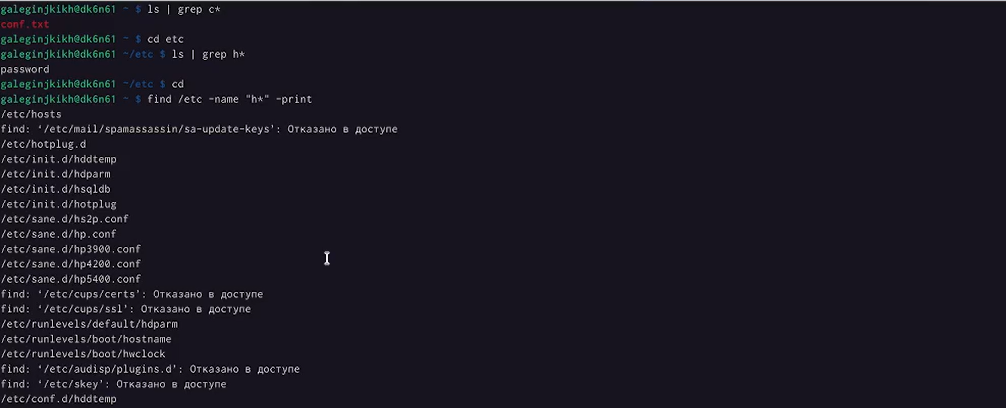 galeginjkikh@dk6n61 ~ $ ls | grep c*
conf.txt
galeginjkikh@dk6n61 ~ $ cd etc
galeginjkikh@dk6n61 ~/etc $ ls | grep h*
password
galeginjkikh@dk6n61 ~/etc $ cd
galeginjkikh@dk6n61 ~ $ find /etc -name "h*" -print
/etc/hosts
find: ‘/etc/mail/spamassassin/sa-update-keys’: Отказано в доступе
/etc/hotplug.d
/etc/init.d/hddtemp
/etc/init.d/hdparm
/etc/init.d/hsqldb
/etc/init.d/hotplug
/etc/sane.d/hs2p.conf
/etc/sane.d/hp.conf
/etc/sane.d/hp3900.conf
/etc/sane.d/hp4200.conf
/etc/sane.d/hp5400.conf
find: ‘/etc/cups/certs’: Отказано в доступе
find: ‘/etc/cups/ssl’: Отказано в доступе
/etc/runlevels/default/hdparm
/etc/runlevels/boot/hostname
/etc/runlevels/boot/hwclock
find: ‘/etc/audisp/plugins.d’: Отказано в доступе
find: ‘/etc/skey’: Отказано в доступе
/etc/conf.d/hddtemp